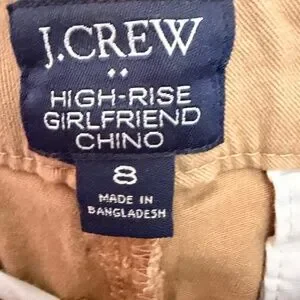 J.CREW
HIGH-RISE
GIRLFRIEND
CHINO
8
MADE IN
BANGLADESH